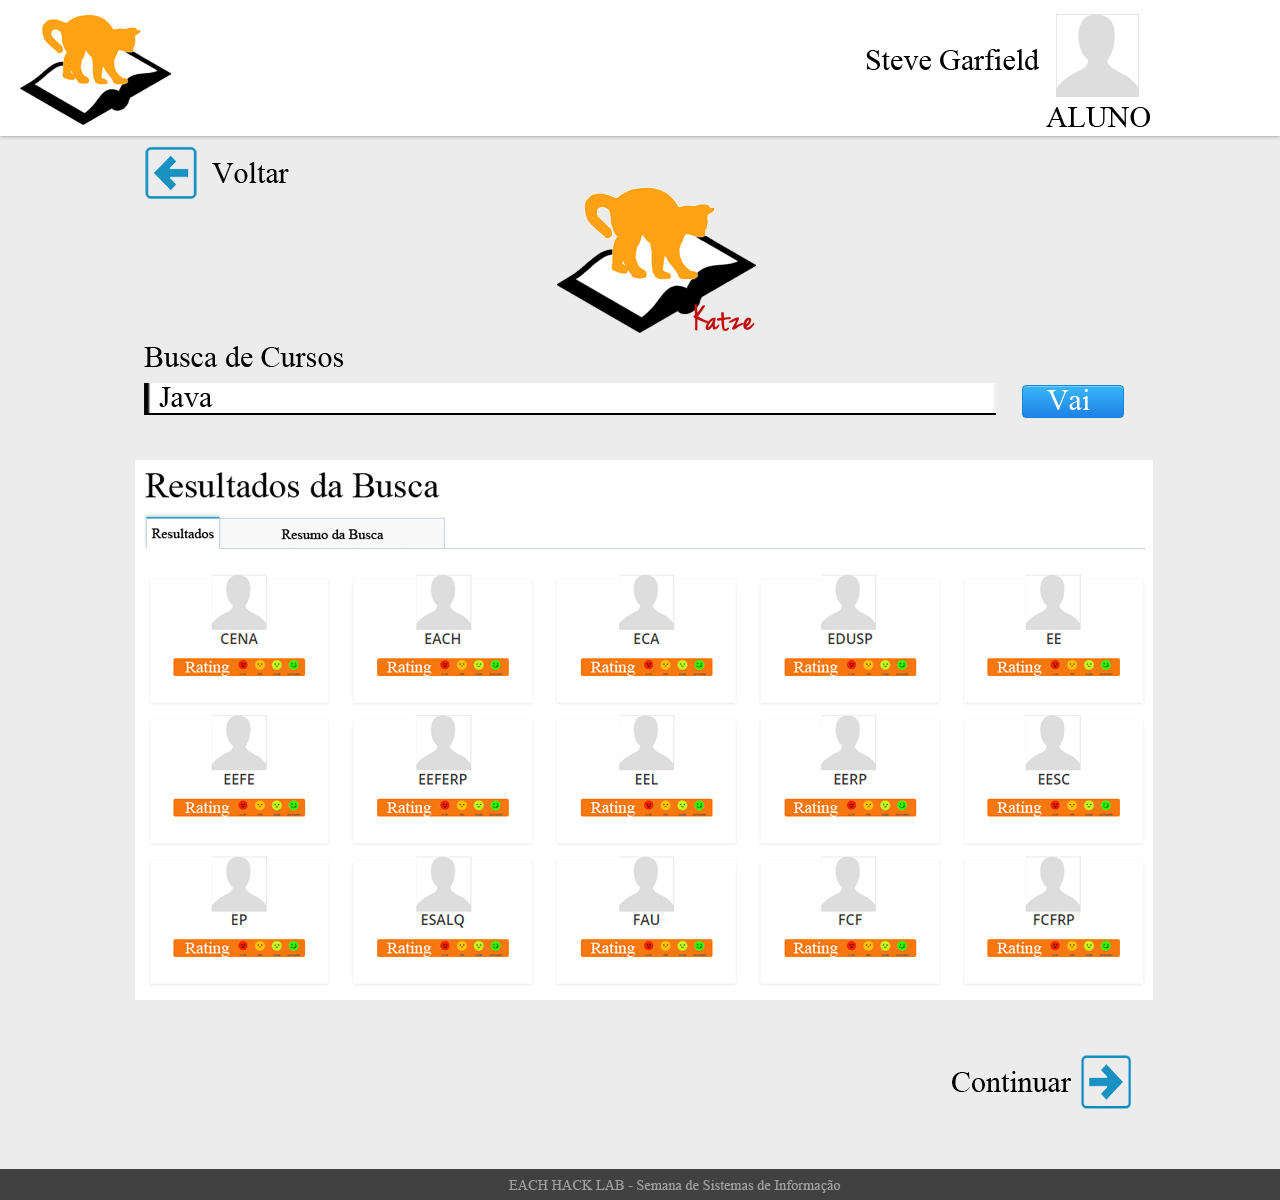 Steve Garfield
ALUNO
Voltar
Katze
Busca de Cursos
Java
Vai
Resultados da Busca
Resultados
Resumo da Busca
CENA
EACH
ECA
EDUSP
EE
Rating
Rating
Rating
Rating
Rating
EEFE
EEFERP
EEL
EERP
EESC
Rating
Rating
Rating
Rating
Rating
EP
ESALQ
FAU
FCF
FCFRP
Rating
Rating
Rating
Rating
Rating
Continuar
EACH HACK LAB - Semana de Sistemas de Informação